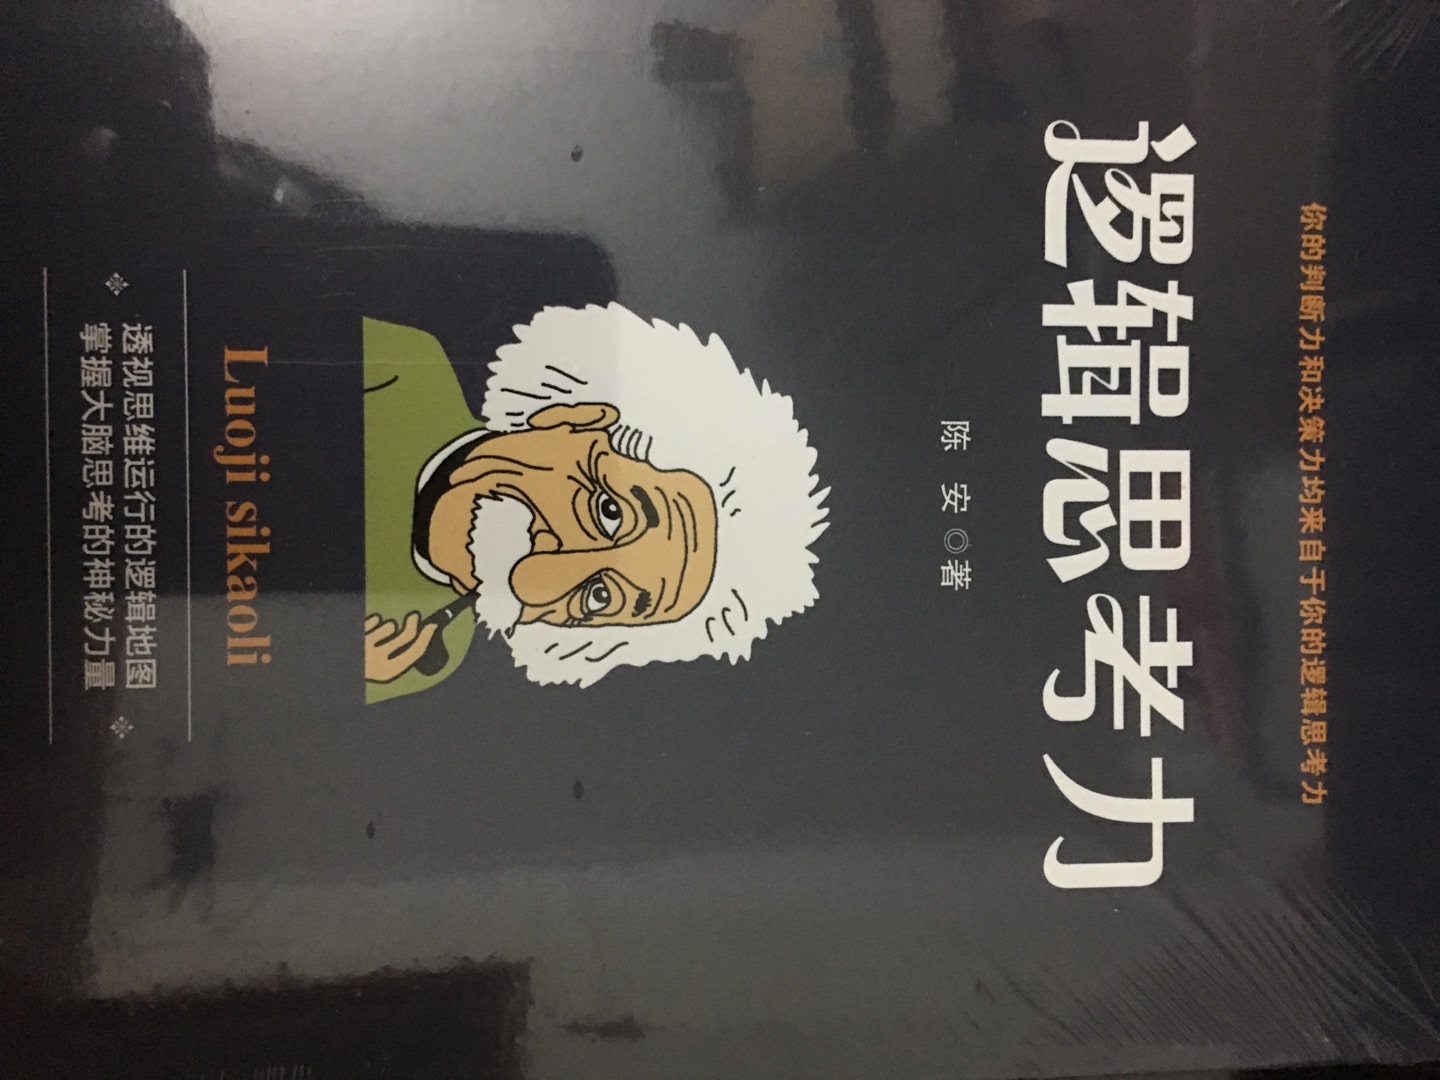 你的判断力和决策力均来自于你的逻辑思考力
逻辑思考力
陈安◎著
Luoji sikaoli
透视思维运行的逻辑地图
掌握大脑思考的神秘力量